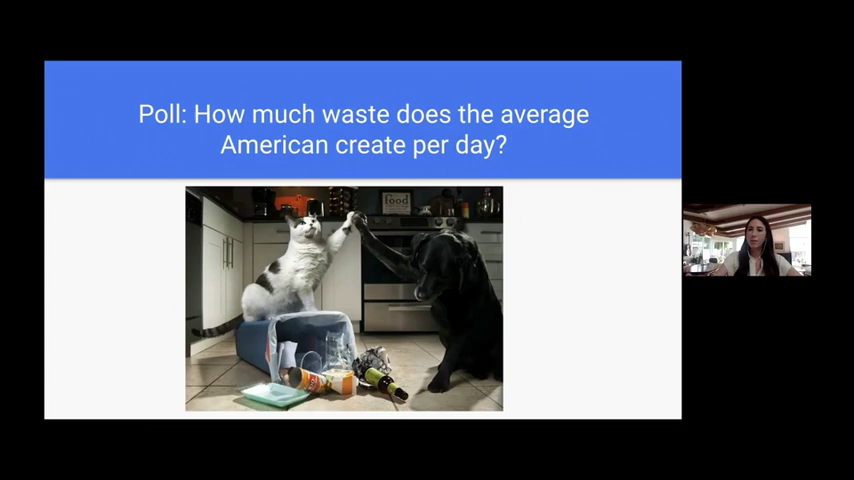 Poll: How much waste does the average
American create per day?
food